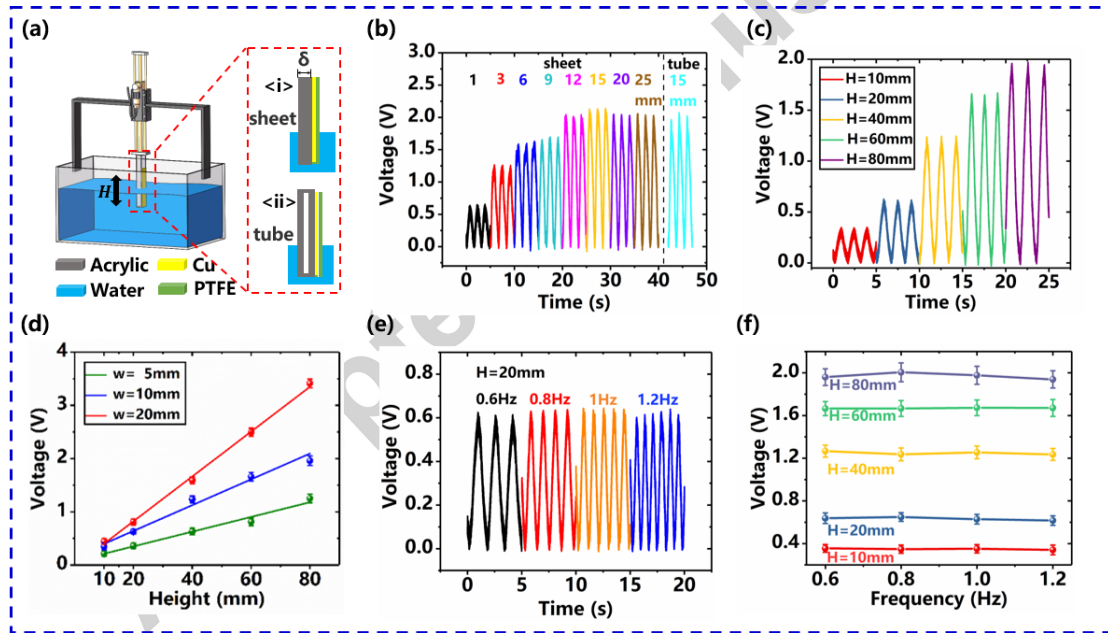 (a)
<i>
δ
sheet
H
<ii>
tube
Acrylic
Cu
Water
PTFE
(b)
Voltage (V)
3.0
2.5
2.0
1.5
1.0
0.5
0.0
sheet
tube
1 3 6 9 12 15 20 25 15
mm mm
0 10 20 30 40 50
Time (s)
(c)
Voltage (V)
2.0
1.5
1.0
0.5
0.0
H=10mm
H=20mm
H=40mm
H=60mm
H=80mm
0 5 10 15 20 25
Time (s)
(d)
Voltage (V)
4
3
2
1
0
w= 5mm
w=10mm
w=20mm
10 20 40 60 80
Height (mm)
(e)
Voltage (V)
0.8
0.6
0.4
0.2
0.0
H=20mm
0.6Hz 0.8Hz 1Hz 1.2Hz
0 5 10 15 20
Time (s)
(f)
Voltage (V)
2.0
1.6
1.2
0.8
0.4
H=80mm
H=60mm
H=40mm
H=20mm
H=10mm
0.6 0.8 1.0 1.2
Frequency (Hz)